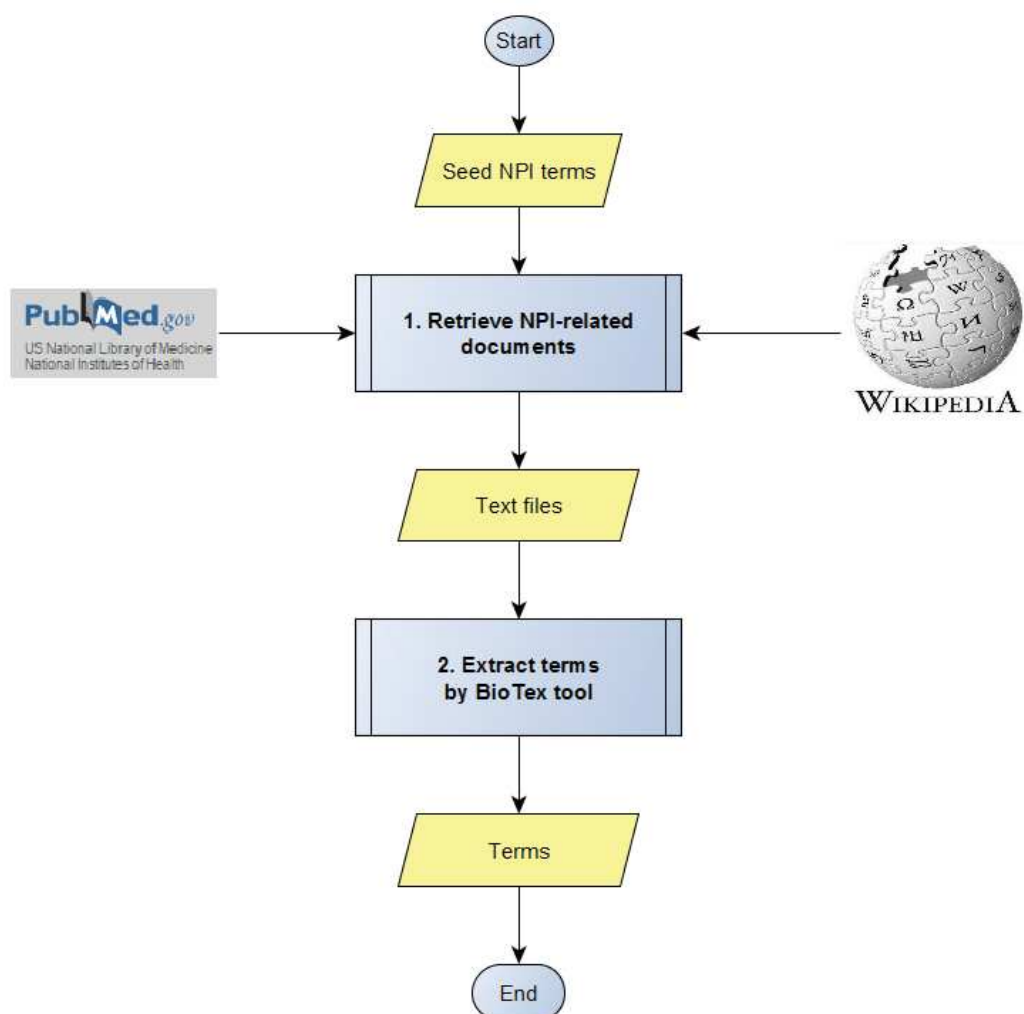 Start
Seed NPI terms
PubMed.gov
US National Library of Medicine
National Institutes of Health
1. Retrieve NPI-related
documents
Ω
W
И
WIKIPEDIA
Text files
2. Extract terms
by BioTex tool
Terms
End